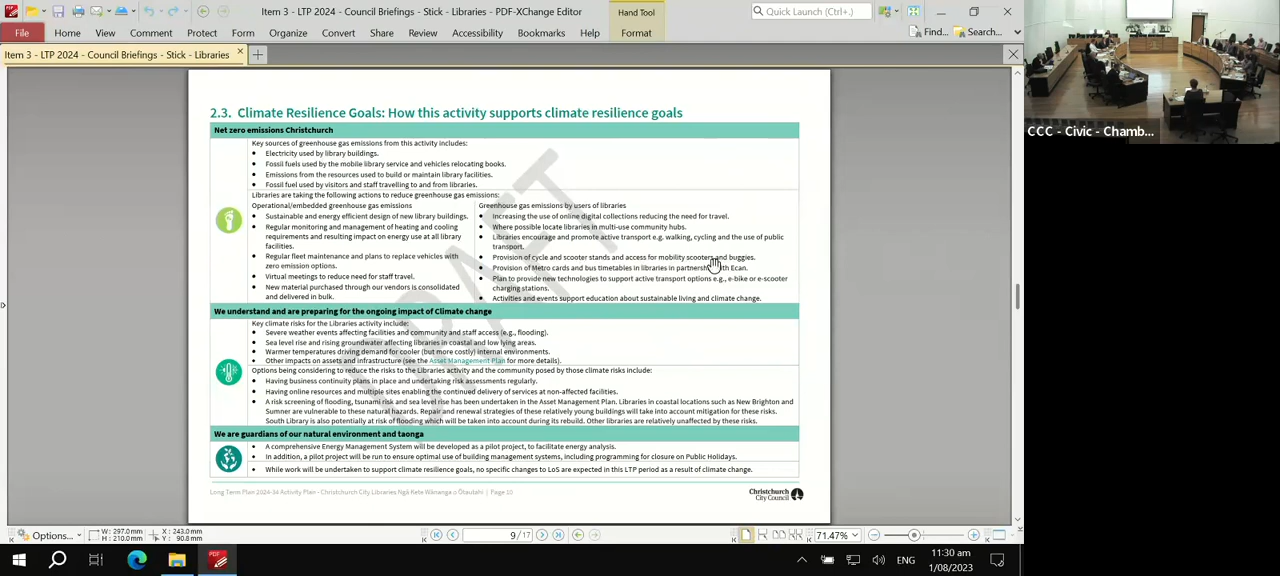 Item 3 - LTP 2024 - Council Briefings - Stick - Libraries - PDF-XChange Editor
Hand Tool
Quick Launch (Ctrl+.)
File Home View Comment Protect Form Organize Convert Share Review Accessibility Bookmarks Help Format
Find... Search...
Item 3 - LTP 2024 - Council Briefings - Stick - Libraries
2.3. Climate Resilience Goals: How this activity supports climate resilience goals
Net zero emissions Christchurch
Key sources of greenhouse gas emissions from this activity includes:
• Electricity used by library buildings.
• Fossil fuels used by the mobile library service and vehicles relocating books.
• Emissions from the resources used to build or maintain library facilities.
• Fossil fuel used by visitors and staff travelling to and from libraries.
Libraries are taking the following actions to reduce greenhouse gas emissions:
Operational/embedded greenhouse gas emissions
• Sustainable and energy efficient design of new library buildings.
• Regular monitoring and management of heating and cooling
requirements and resulting impact on energy use at all library
facilities.
• Regular fleet maintenance and plans to replace vehicles with
zero emission options.
• Virtual meetings to reduce need for staff travel.
• New material purchased through our vendors is consolidated
and delivered in bulk.
Greenhouse gas emissions by users of libraries
• Increasing the use of online digital collections reducing the need for travel.
• Where possible locate libraries in multi-use community hubs.
• Libraries encourage and promote active transport e.g. walking, cycling and the use of public
transport.
• Provision of cycle and scooter stands and access for mobility scooters and buggies.
• Provision of Metro cards and bus timetables in libraries in partnership with Ecan.
• Plan to provide new technologies to support active transport options e.g., e-bike or e-scooter
charging stations.
• Activities and events support education about sustainable living and climate change.
We understand and are preparing for the ongoing impact of Climate change
Key climate risks for the Libraries activity include:
• Severe weather events affecting facilities and community and staff access (e.g., flooding).
• Sea level rise and rising groundwater affecting libraries in coastal and low lying areas.
• Warmer temperatures driving demand for cooler (but more costly) internal environments.
• Other impacts on assets and infrastructure (see the Asset Management Plan for more details).
Options being considering to reduce the risks to the Libraries activity and the community posed by those climate risks include:
• Having business continuity plans in place and undertaking risk assessments regularly.
• Having online resources and multiple sites enabling the continued delivery of services at non-affected facilities.
• A risk screening of flooding, tsunami risk and sea level rise has been undertaken in the Asset Management Plan. Libraries in coastal locations such as New Brighton and
Sumner are vulnerable to these natural hazards. Repair and renewal strategies of these relatively young buildings will take into account mitigation for these risks.
South Library is also potentially at risk of flooding which will be taken into account during its rebuild. Other libraries are relatively unaffected by these risks.
We are guardians of our natural environment and taonga
• A comprehensive Energy Management System will be developed as a pilot project, to facilitate energy analysis.
• In addition, a pilot project will be run to ensure optimal use of building management systems, including programming for closure on Public Holidays.
• While work will be undertaken to support climate resilience goals, no specific changes to LoS are expected in this LTP period as a result of climate change.
DRAFT
Long Term Plan 2024-34 Activity Plan - Christchurch City Libraries Ngā Kete Wānanga o Ōtautahi | Page 10
Christchurch
City Council
Options...
W: 297.0mm
H: 210.0mm
X: 243.0mm
Y: 90.8mm
9 / 17
71.47%
ENG
11:30 am
1/08/2023
CCC - Civic - Chamb...